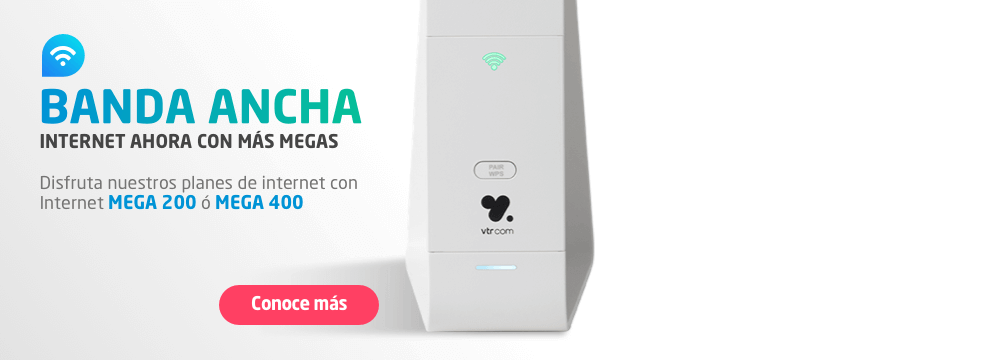 BANDA ANCHA
INTERNET AHORA CON MÁS MEGAS
Disfruta nuestros planes de internet con
Internet MEGA 200 ó MEGA 400
Conoce más
PAIR
WPS
vtr com